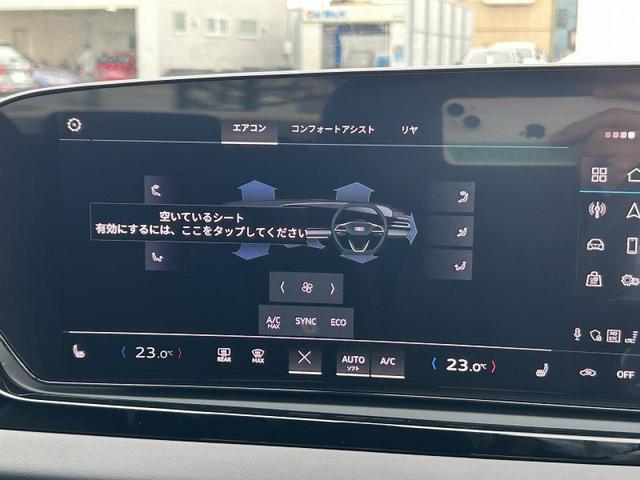 エアコン
コンフォートアシスト
リヤ
空いているシート
有効にするには、ここをタップしてください
A/C
MAX
SYNC
ECO
23.0℃
REAR
MAX
AUTO
ソフト
A/C
23.0℃
OFF
NO
ETC
LTE